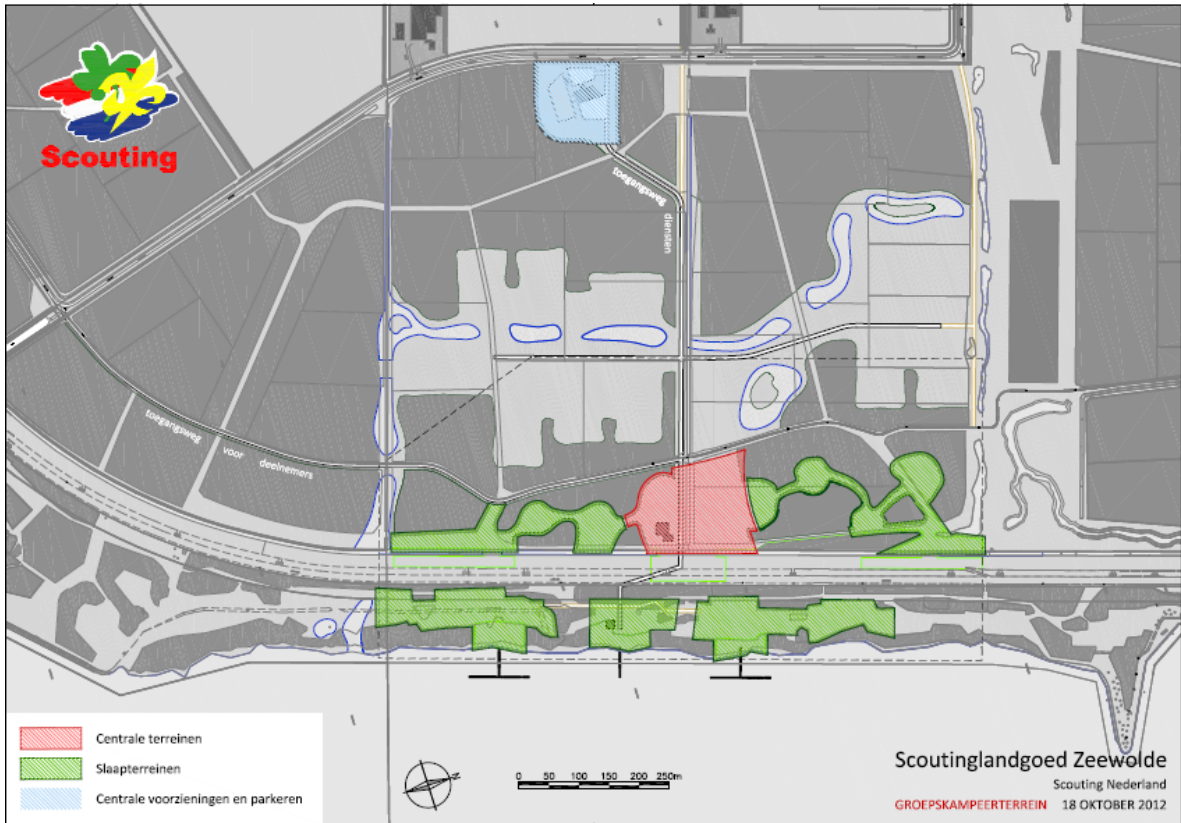 Scouting
toegangsweg
diensten
toegangsweg
voor
deelnemers
Centrale terreinen
Slaapterreinen
Centrale voorzieningen en parkeren
N
0 50 100 150 200 250m
Scoutinglandgoed Zeewolde
Scouting Nederland
GROEPSKAMPEERTERREIN 18 OKTOBER 2012